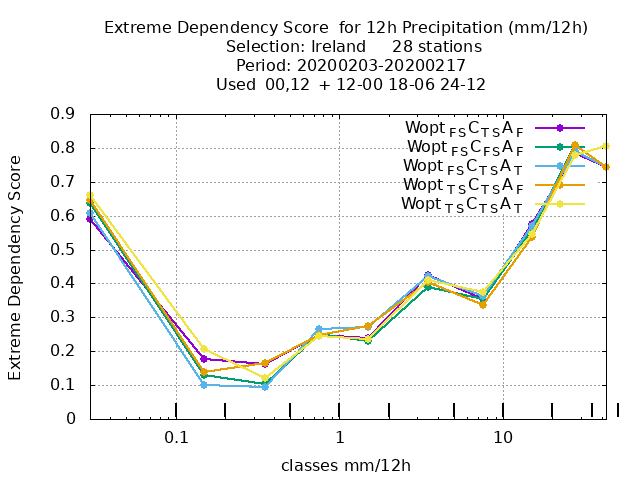 Extreme Dependency Score  for 12h Precipitation (mm/12h)
Selection: Ireland     28 stations
Period: 20200203-20200217
Used  00,12  + 12-00 18-06 24-12
Extreme Dependency Score
0.9
0.8
0.7
0.6
0.5
0.4
0.3
0.2
0.1
0
Wopt FS C TS A F
Wopt FS C FS A F
Wopt FS C TS A T
Wopt TS C TS A F
Wopt TS C TS A T
0.1 1 10
classes mm/12h